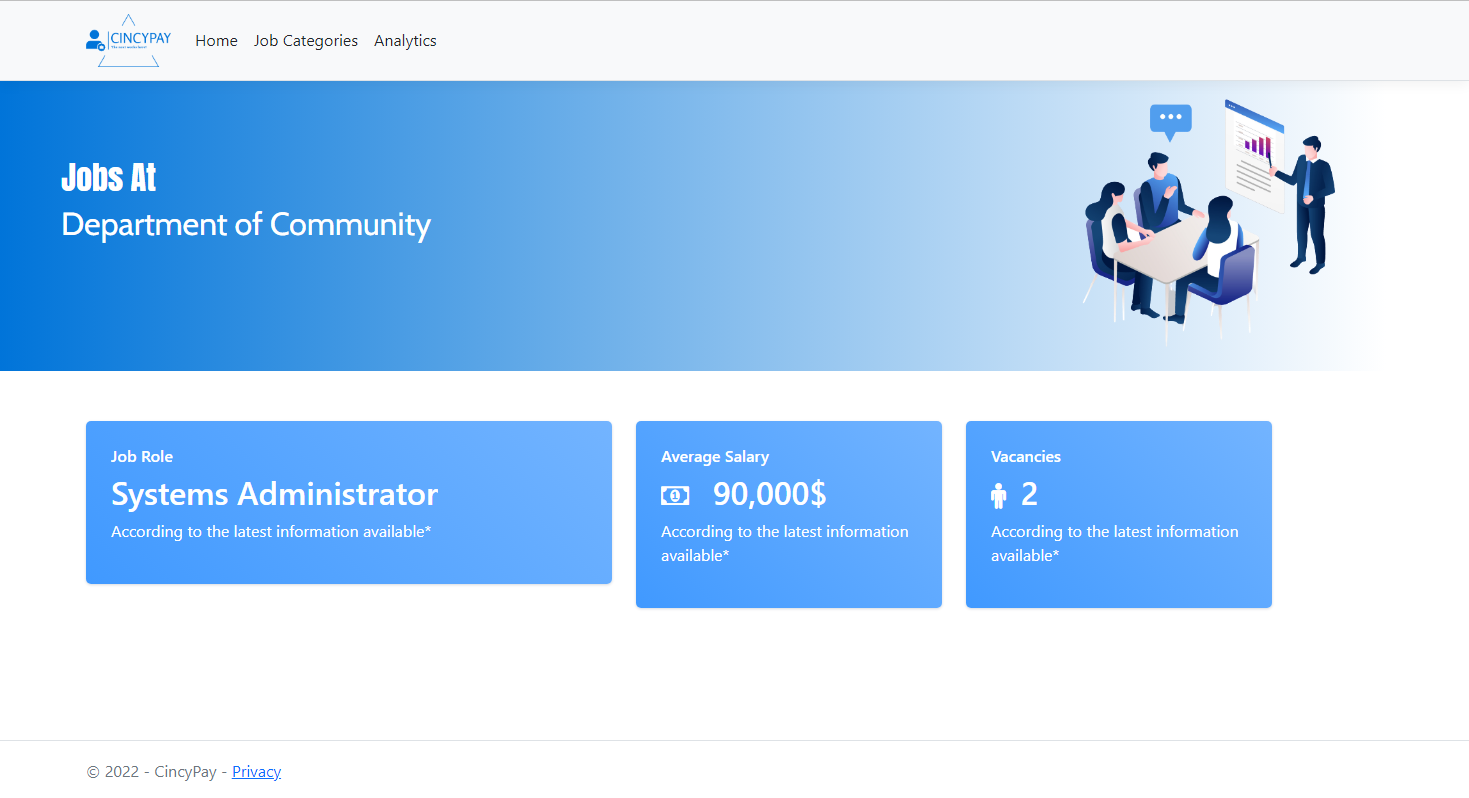 CINCYPAY
Home
Job Categories
Analytics
Jobs At
Department of Community
Job Role
Systems Administrator
According to the latest information available*
Average Salary
90,000$
According to the latest information
available*
Vacancies
2
According to the latest information
available*
© 2022 - CincyPay - Privacy